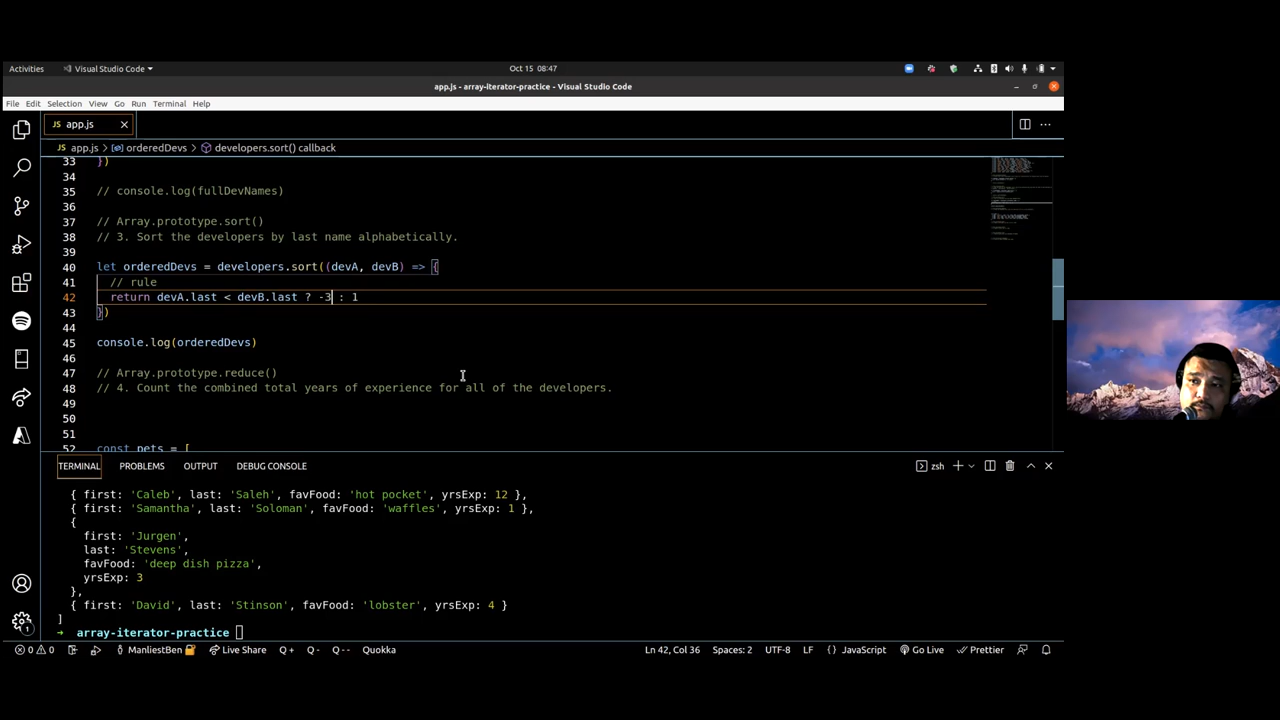 Activities
Visual Studio Code
Oct 15 08:47
app.js - array-iterator-practice - Visual Studio Code
File Edit Selection View Go Run Terminal Help
JS app.js
JS app.js > orderedDevs > developers.sort() callback
33 })
34
35 // console.log(fullDevNames)
36
37 // Array.prototype.sort()
38 // 3. Sort the developers by last name alphabetically.
39
40 let orderedDevs = developers.sort((devA, devB) => {
41 // rule
42 return devA.last < devB.last ? -3 : 1
43 })
44
45 console.log(orderedDevs)
46
47 // Array.prototype.reduce()
48 // 4. Count the combined total years of experience for all of the developers.
49
50
51
52 const pets = [
TERMINAL PROBLEMS OUTPUT DEBUG CONSOLE
zsh
{ first: 'Caleb', last: 'Saleh', favFood: 'hot pocket', yrsExp: 12 },
{ first: 'Samantha', last: 'Soloman', favFood: 'waffles', yrsExp: 1 },
{
first: 'Jurgen',
last: 'Stevens',
favFood: 'deep dish pizza',
yrsExp: 3
},
{ first: 'David', last: 'Stinson', favFood: 'lobster', yrsExp: 4 }
]
→ array-iterator-practice
0 0 ManliestBen Live Share Q + Q - Q -- Quokka Ln 42, Col 36 Spaces: 2 UTF-8 LF { } JavaScript Go Live Prettier